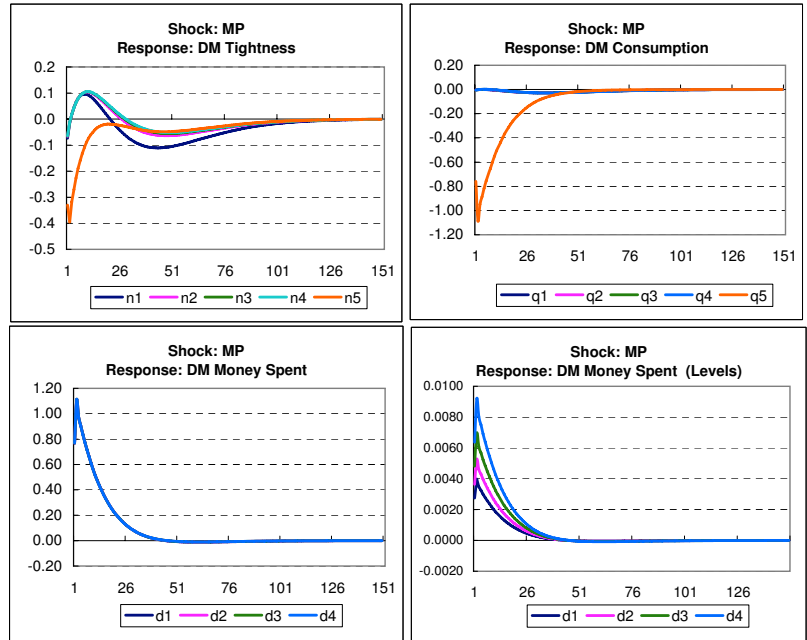 Shock: MP
Response: DM Tightness
0.2
0.1
0.0
-0.1
-0.2
-0.3
-0.4
-0.5
1 26 51 76 101 126 151
n1 n2 n3 n4 n5
Shock: MP
Response: DM Consumption
0.20
0.00
-0.20
-0.40
-0.60
-0.80
-1.00
-1.20
1 26 51 76 101 126 151
q1 q2 q3 q4 q5
Shock: MP
Response: DM Money Spent
1.20
1.00
0.80
0.60
0.40
0.20
0.00
-0.20
1 26 51 76 101 126 151
d1 d2 d3 d4
Shock: MP
Response: DM Money Spent (Levels)
0.0100
0.0080
0.0060
0.0040
0.0020
0.0000
-0.0020
1 26 51 76 101 126
d1 d2 d3 d4